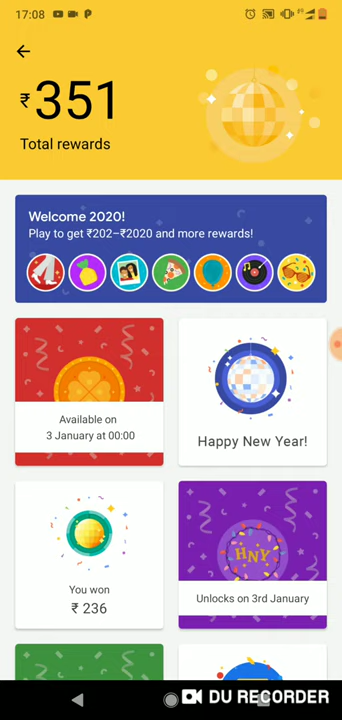 17:08
₹351
Total rewards
Welcome 2020!
Play to get ₹202–₹2020 and more rewards!
Available on
3 January at 00:00
Happy New Year!
You won
₹ 236
HNY
Unlocks on 3rd January
DU RECORDER